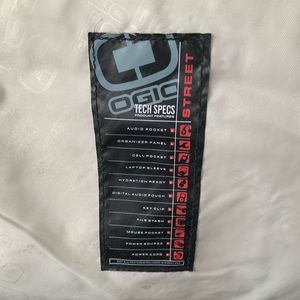 OGIO
TECH SPECS
PRODUCT FEATURES
STREET
AUDIO POCKET
ORGANIZER PANEL
CELL POCKET
LAPTOP SLEEVE
HYDRATION READY
DIGITAL AUDIO POUCH
KEY CLIP
FILE STASH
MOUSE POCKET
POWER SOURCE
POWER CORD